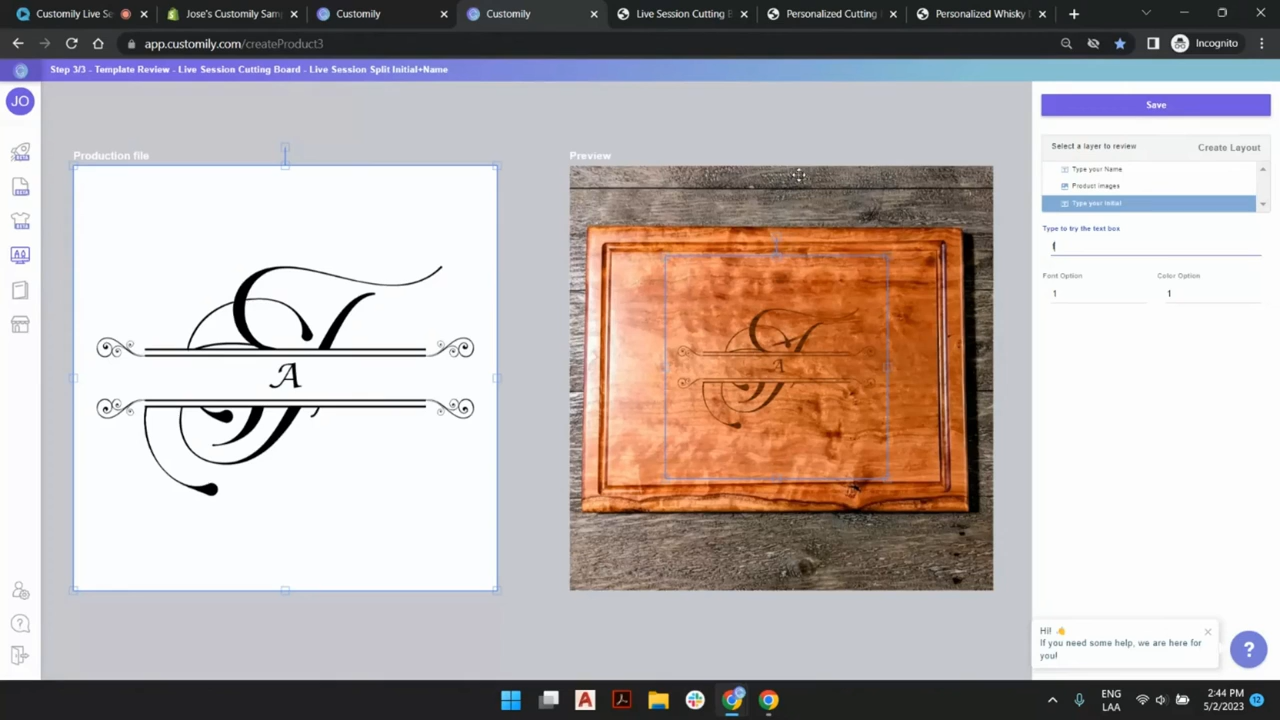 Customily Live Se
Jose's Customily Sam
Customily
Customily
Live Session Cutting B
Personalized Cutting
Personalized Whisky
app.customily.com/createProduct3
Incognito
Step 3/3 - Template Review - Live Session Cutting Board - Live Session Split Initial+Name
JO
Save
Production file
Preview
Select a layer to review
Create Layout
Type your Name
Product images
Type your Initial
Type to try the text box
f
Font Option
Color Option
1
1
A
A
Hi! 👋
If you need some help, we are here for
you!
?
ENG
LAA
2:44 PM
5/2/2023
12